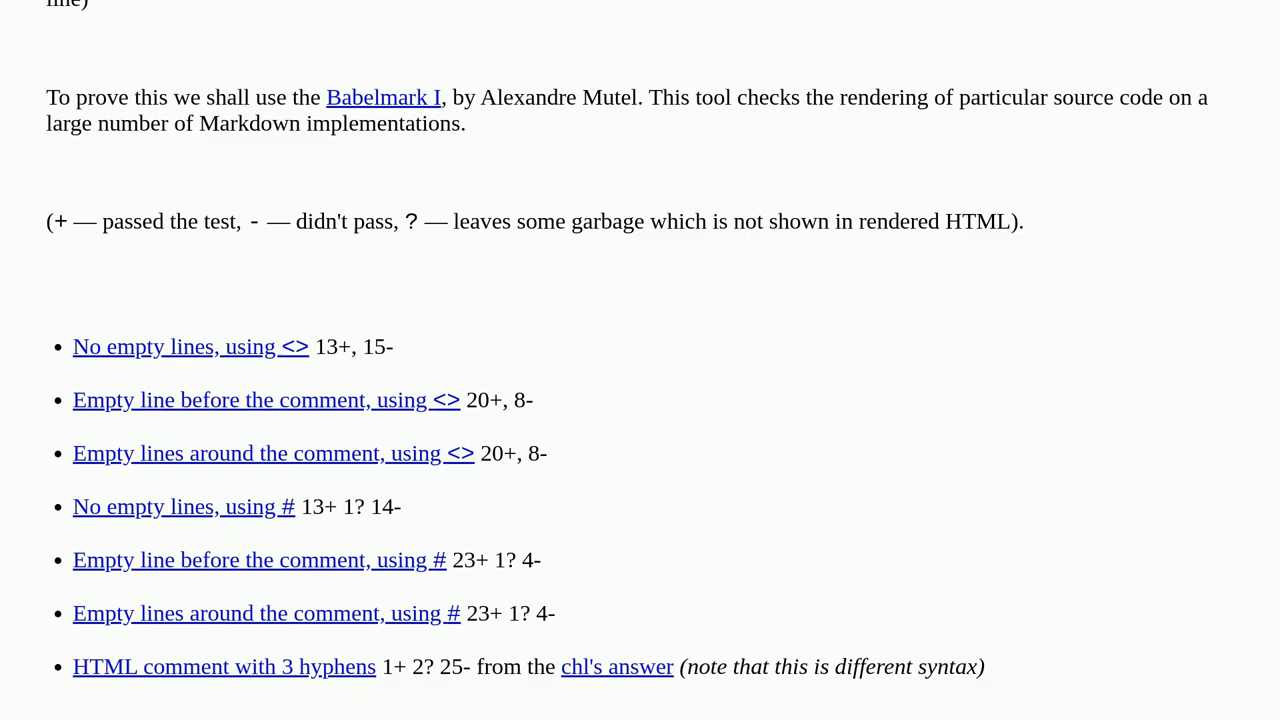 line)
To prove this we shall use the Babelmark I, by Alexandre Mutel. This tool checks the rendering of particular source code on a
large number of Markdown implementations.
(+ — passed the test, - — didn't pass, ? — leaves some garbage which is not shown in rendered HTML).
• No empty lines, using <> 13+, 15-
• Empty line before the comment, using <> 20+, 8-
• Empty lines around the comment, using <> 20+, 8-
• No empty lines, using # 13+ 1? 14-
• Empty line before the comment, using # 23+ 1? 4-
• Empty lines around the comment, using # 23+ 1? 4-
• HTML comment with 3 hyphens 1+ 2? 25- from the chl's answer (note that this is different syntax)